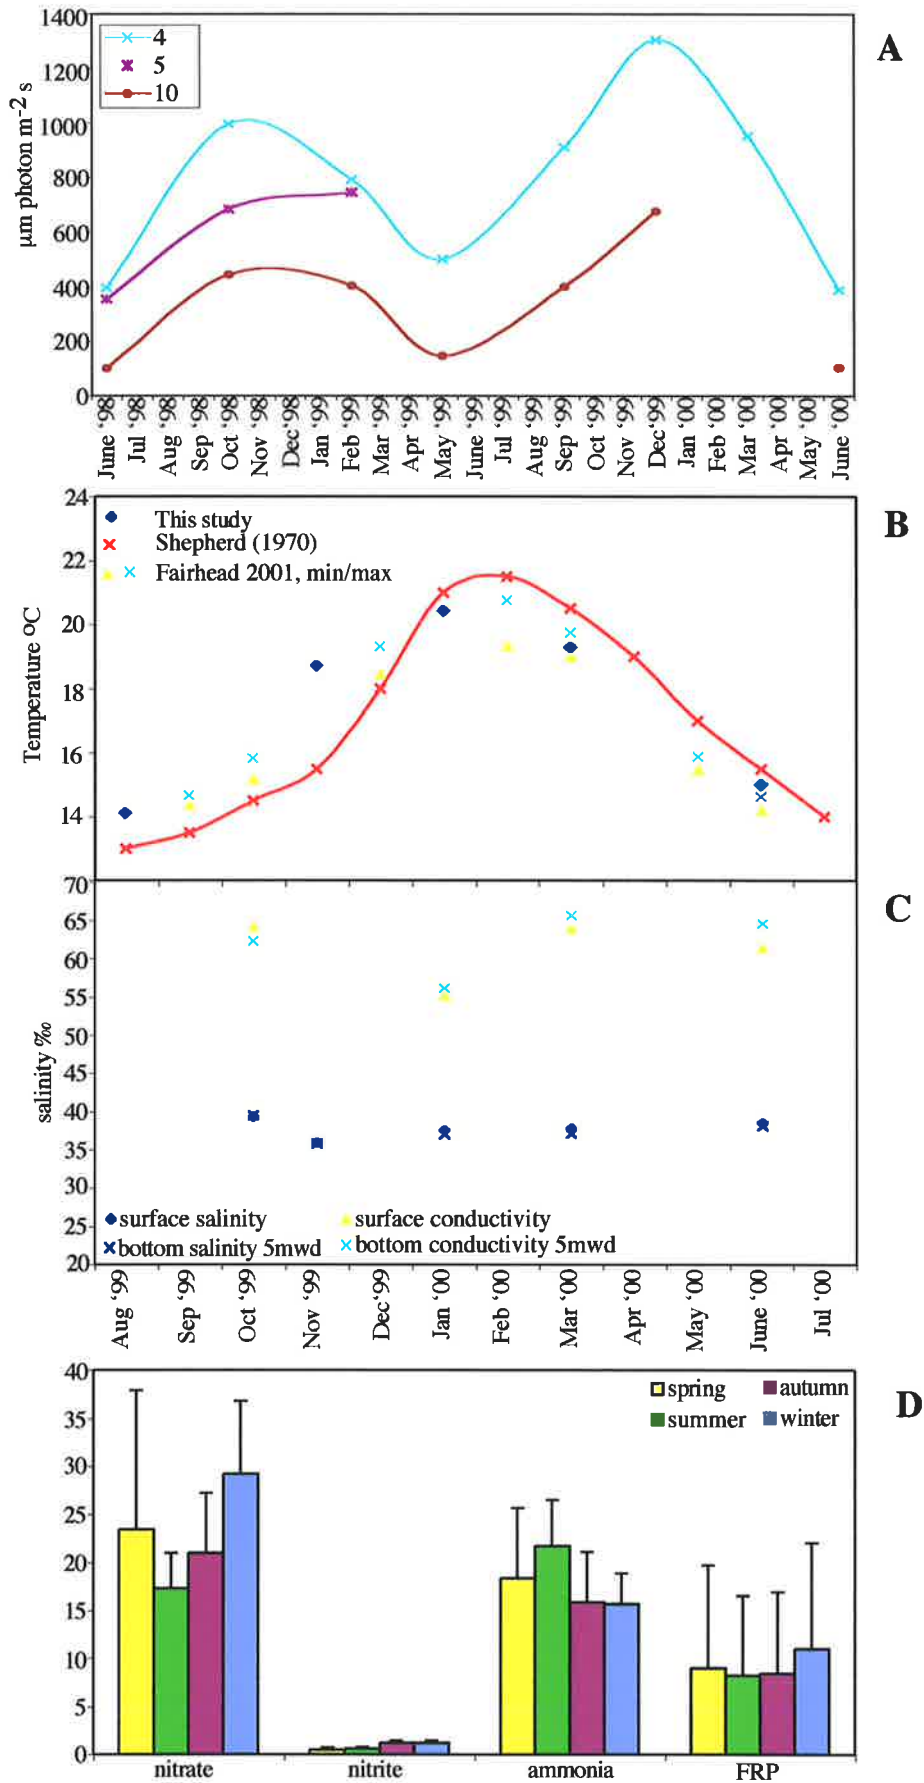 1400
1200
1000
800
600
400
200
0
µm photon m-2 s
4
5
10
A
June '98
Jul '98
Aug '98
Sep '98
Oct '98
Nov '98
Dec'98
Jan '99
Feb '99
Mar '99
Apr '99
May '99
June '99
Jul '99
Aug '99
Sep '99
Oct '99
Nov '99
Dec'99
Jan '00
Feb '00
Mar '00
Apr '00
May '00
June '00
24
22
20
18
16
14
Temperature ºC
This study
Shepherd (1970)
Fairhead 2001, min/max
B
70
65
60
55
50
45
40
35
30
25
20
salinity ‰
C
surface salinity
surface conductivity
bottom salinity 5mwd
bottom conductivity 5mwd
Aug '99
Sep '99
Oct '99
Nov '99
Dec'99
Jan '00
Feb '00
Mar '00
Apr '00
May '00
June '00
Jul '00
40
35
30
25
20
15
10
5
0
spring autumn
summer winter
D
nitrate nitrite ammonia FRP